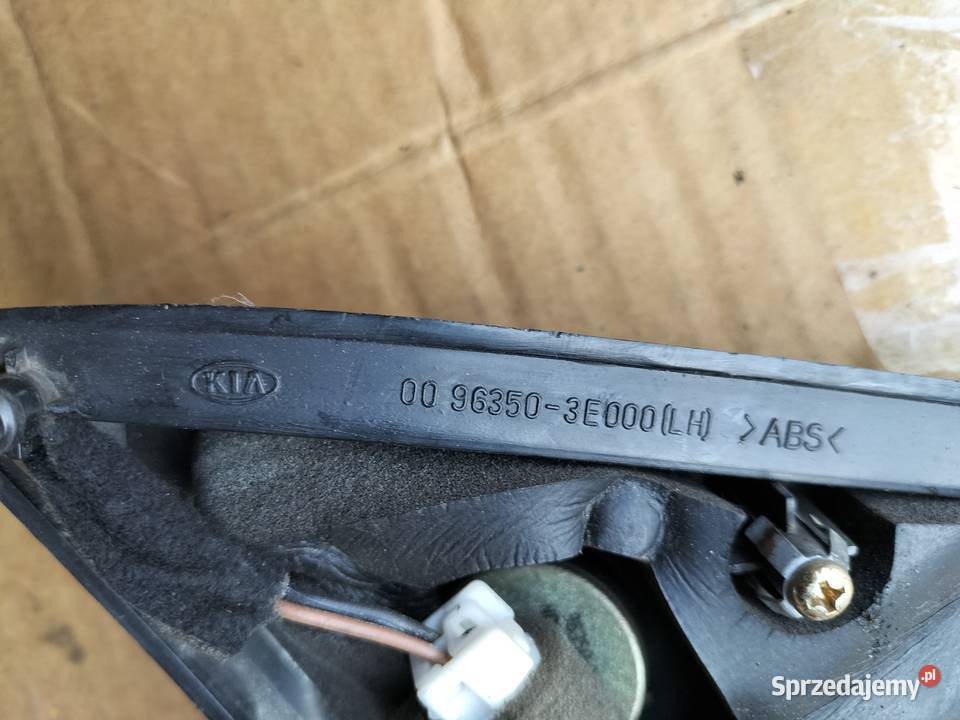 KIA
00 96350-3E000(LH) >ABS<
Sprzedajemy.pl